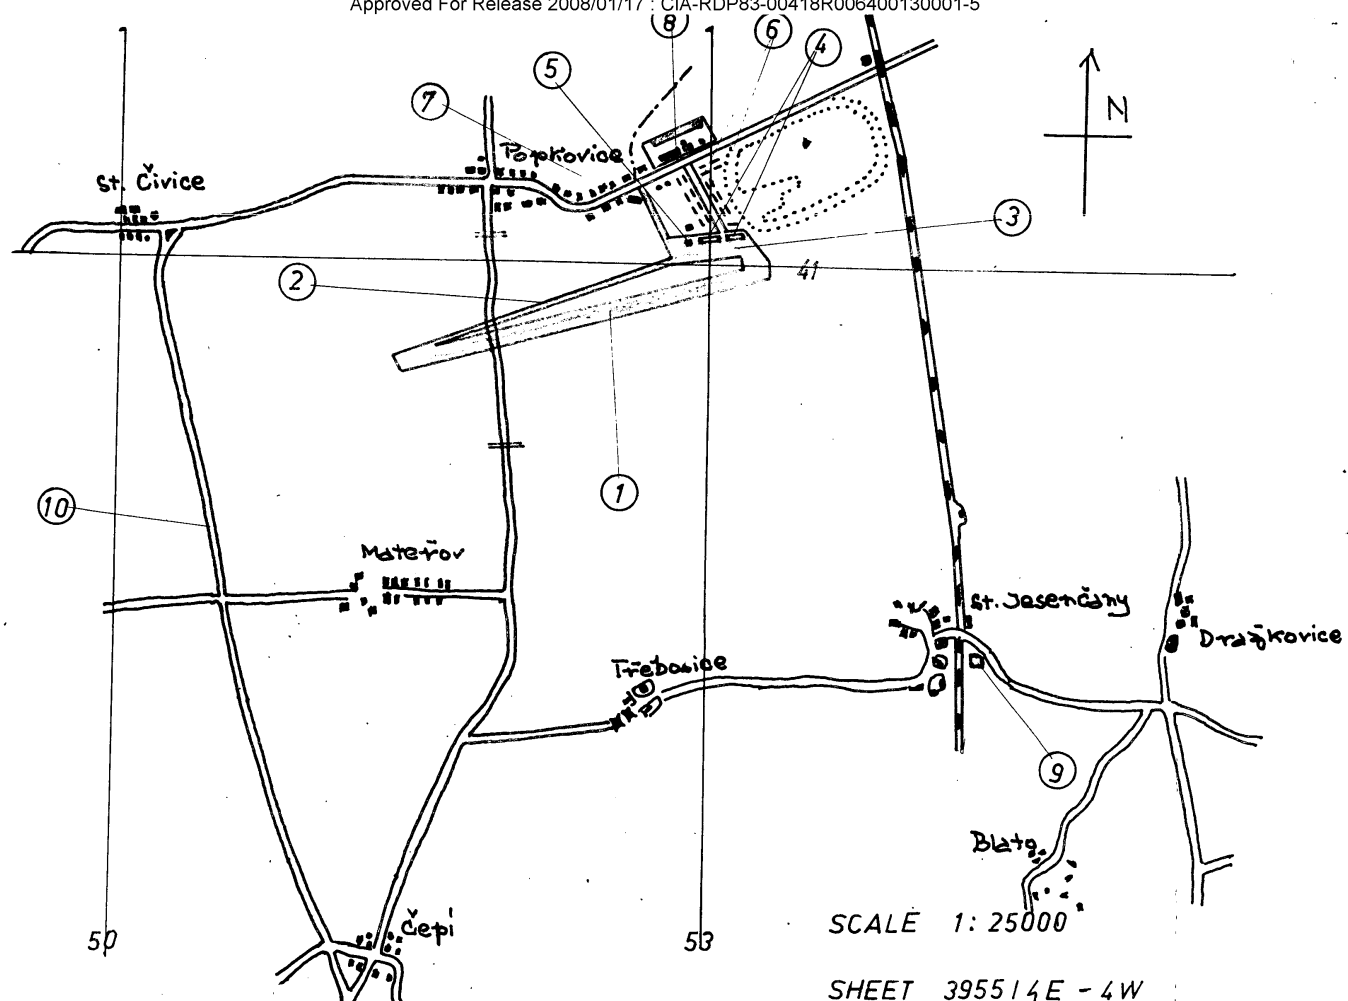 Approved For Release 2008/01/17 : CIA-RDP83-00418R006400130001-5
8
6
4
5
7
N
Popkovice
St. Čivice
3
41
2
1
10
Mateřov
St. Jesenčany
Dražkovice
Třebosice
9
Blato
Čepí
50
53
SCALE 1:25000
SHEET 3955/4E - 4W